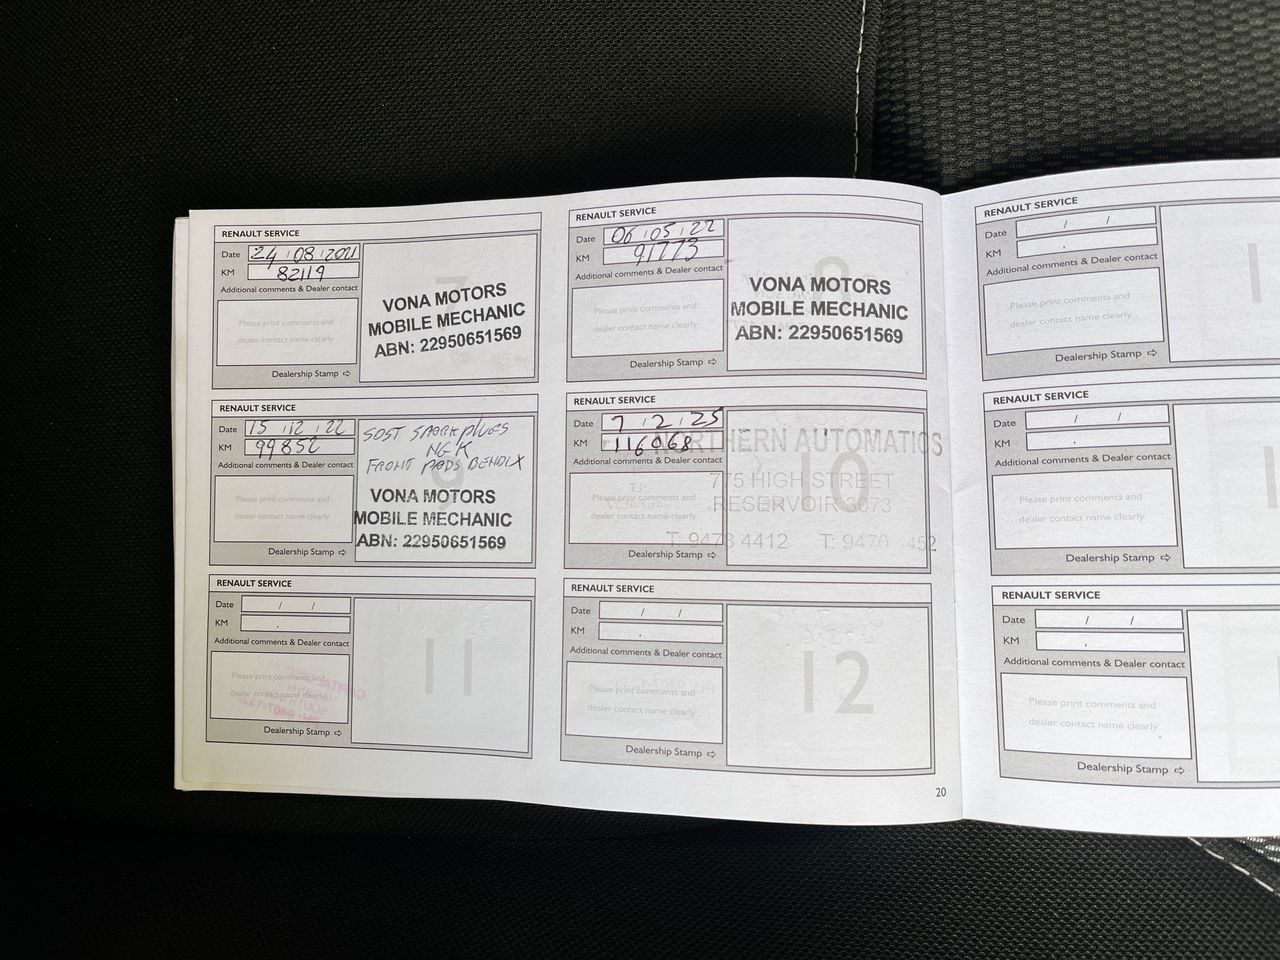 RENAULT SERVICE
Date 24 / 08 / 2021
KM 82119
Additional comments & Dealer contact
7
Please print comments and
dealer contact name clearly
VONA MOTORS
MOBILE MECHANIC
ABN: 22950651569
Dealership Stamp ⇨
RENAULT SERVICE
Date 06 / 05 / 22
KM 91773
Additional comments & Dealer contact
8
Please print comments and
dealer contact name clearly
VONA MOTORS
MOBILE MECHANIC
ABN: 22950651569
Dealership Stamp ⇨
RENAULT SERVICE
Date 15 / 12 / 22
KM 99852
Additional comments & Dealer contact
9
SPARK PLUGS
NGK
FRONT PADS BENDIX
Please print comments and
dealer contact name clearly
VONA MOTORS
MOBILE MECHANIC
ABN: 22950651569
Dealership Stamp ⇨
RENAULT SERVICE
Date 7 / 2 / 25
KM 116068
Additional comments & Dealer contact
10
Please print comments and
dealer contact name clearly
NORTHERN AUTOMATICS
775 HIGH STREET
RESERVOIR 3073
T: 9478 4412 T: 9470
Dealership Stamp ⇨
RENAULT SERVICE
Date / /
KM .
Additional comments & Dealer contact
11
Please print comments and
dealer contact name clearly
Dealership Stamp ⇨
RENAULT SERVICE
Date / /
KM .
Additional comments & Dealer contact
12
Please print comments and
dealer contact name clearly
Dealership Stamp ⇨
20
RENAULT SERVICE
Date / /
KM .
Additional comments & Dealer contact
Please print comments and
dealer contact name clearly
Dealership Stamp ⇨
RENAULT SERVICE
Date / /
KM .
Additional comments & Dealer contact
Please print comments and
dealer contact name clearly
Dealership Stamp ⇨
RENAULT SERVICE
Date / /
KM .
Additional comments & Dealer contact
Please print comments and
dealer contact name clearly
Dealership Stamp ⇨